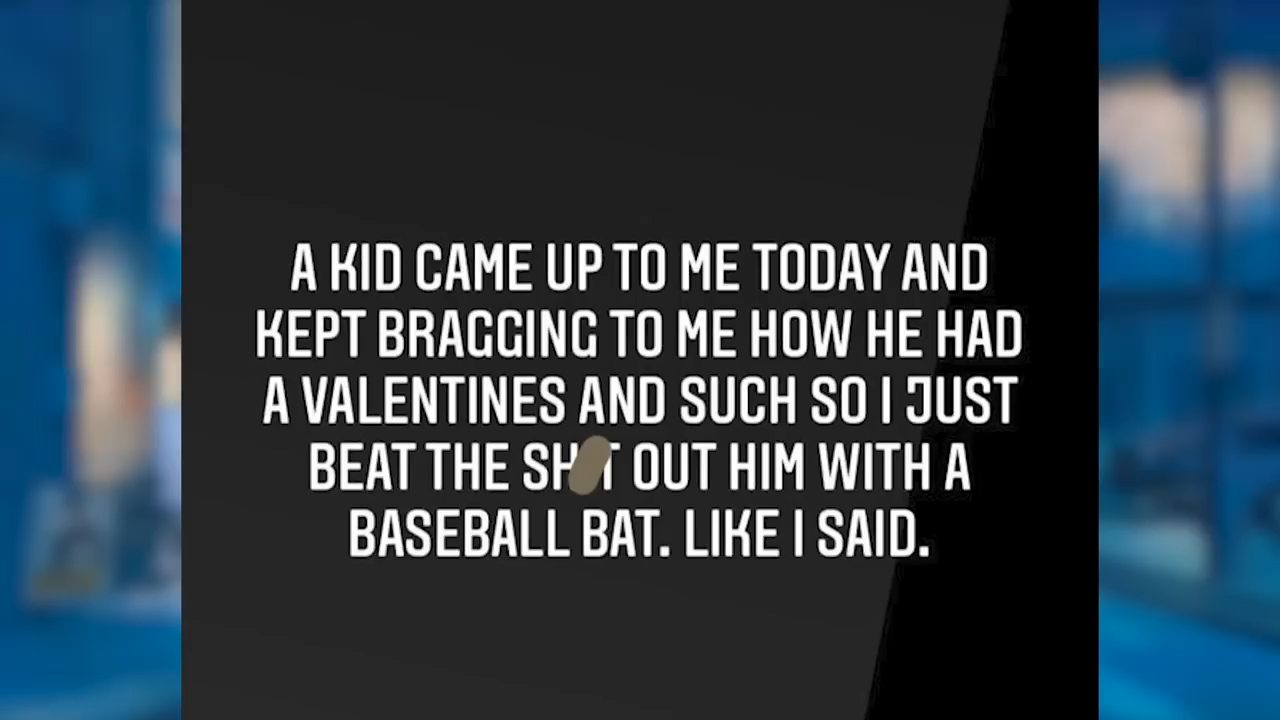 A KID CAME UP TO ME TODAY AND
KEPT BRAGGING TO ME HOW HE HAD
A VALENTINES AND SUCH SO I JUST
BEAT THE SH T OUT HIM WITH A
BASEBALL BAT. LIKE I SAID.